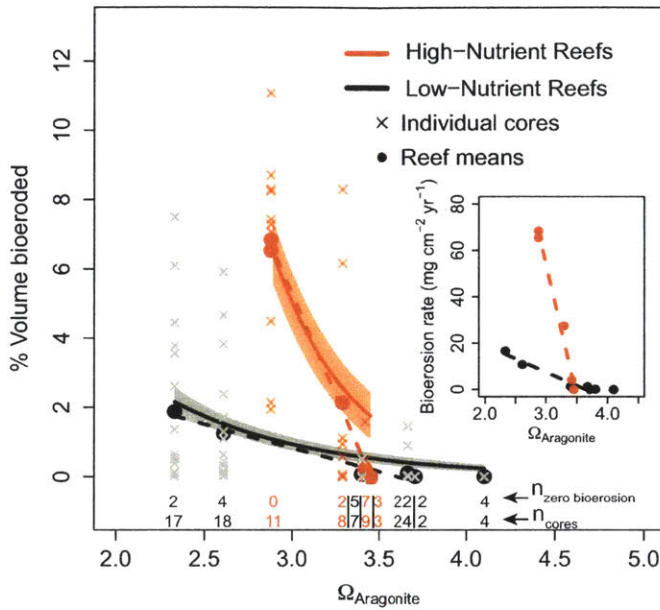 High-Nutrient Reefs
Low-Nutrient Reefs
Individual cores
Reef means
% Volume bioeroded
12
10
8
6
4
2
0
Bioerosion rate (mg cm⁻² yr⁻¹)
80
60
40
20
0
2.0 3.0 4.0
ΩAragonite
2 4 0 2 5 7 3 22 2 4 nzero bioerosion
17 18 11 8 7 9 3 24 2 4 ncores
2.0 2.5 3.0 3.5 4.0 4.5 5.0
ΩAragonite